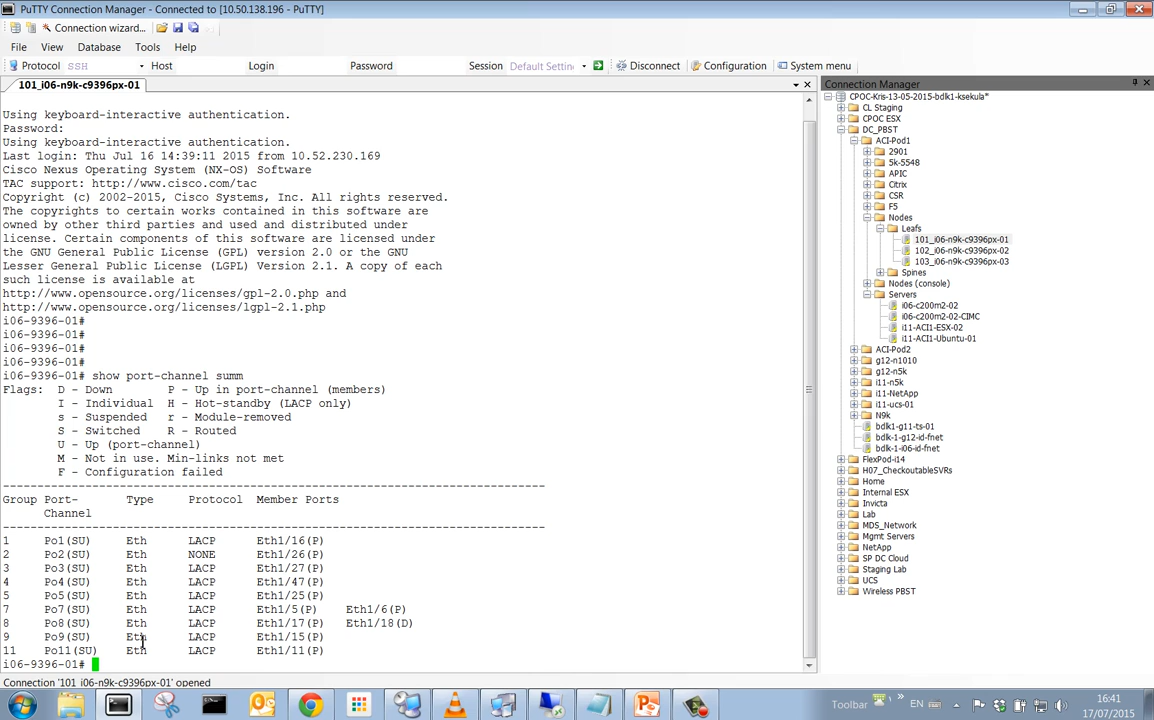 PuTTY Connection Manager - Connected to [10.50.138.196 - PuTTY]
Connection wizard...
File View Database Tools Help
Protocol SSH Host Login Password Session Default Settin Disconnect Configuration System menu
101_i06-n9k-c9396px-01
Using keyboard-interactive authentication.
Password:
Using keyboard-interactive authentication.
Last login: Thu Jul 16 14:39:11 2015 from 10.52.230.169
Cisco Nexus Operating System (NX-OS) Software
TAC support: http://www.cisco.com/tac
Copyright (c) 2002-2015, Cisco Systems, Inc. All rights reserved.
The copyrights to certain works contained in this software are
owned by other third parties and used and distributed under
license. Certain components of this software are licensed under
the GNU General Public License (GPL) version 2.0 or the GNU
Lesser General Public License (LGPL) Version 2.1. A copy of each
such license is available at
http://www.opensource.org/licenses/gpl-2.0.php and
http://www.opensource.org/licenses/lgpl-2.1.php
i06-9396-01#
i06-9396-01#
i06-9396-01#
i06-9396-01#
i06-9396-01# show port-channel summ
Flags: D - Down P - Up in port-channel (members)
I - Individual H - Hot-standby (LACP only)
s - Suspended r - Module-removed
S - Switched R - Routed
U - Up (port-channel)
M - Not in use. Min-links not met
F - Configuration failed
--------------------------------------------------------------------------------
Group Port- Type Protocol Member Ports
Channel
--------------------------------------------------------------------------------
1 Po1(SU) Eth LACP Eth1/16(P)
2 Po2(SU) Eth NONE Eth1/26(P)
3 Po3(SU) Eth LACP Eth1/27(P)
4 Po4(SU) Eth LACP Eth1/47(P)
5 Po5(SU) Eth LACP Eth1/25(P)
7 Po7(SU) Eth LACP Eth1/5(P) Eth1/6(P)
8 Po8(SU) Eth LACP Eth1/17(P) Eth1/18(D)
9 Po9(SU) Eth LACP Eth1/15(P)
11 Po11(SU) Eth LACP Eth1/11(P)
i06-9396-01#
Connection '101_i06-n9k-c9396px-01' opened
Connection Manager
CPOC-Kris-13-05-2015-bdlk1-ksekula*
CL Staging
CPOC ESX
DC_PBST
ACI-Pod1
2901
5k-5548
APIC
Citrix
CSR
F5
Nodes
Leafs
101_i06-n9k-c9396px-01
102_i06-n9k-c9396px-02
103_i06-n9k-c9396px-03
Spines
Nodes (console)
Servers
i06-c200m2-02
i06-c200m2-02-CIMC
i11-ACI1-ESX-02
i11-ACI1-Ubuntu-01
ACI-Pod2
g12-n1010
g12-n5k
i11-n5k
i11-NetApp
i11-ucs-01
N9k
bdlk1-g11-ts-01
bdlk-1-g12-id-fnet
bdlk-1-i06-id-fnet
FlexPod-i14
H07_CheckoutableSVRs
Home
Internal ESX
Invicta
Lab
MDS_Network
Mgmt Servers
NetApp
SP DC Cloud
Staging Lab
UCS
Wireless PBST
Toolbar
EN
16:41
17/07/2015